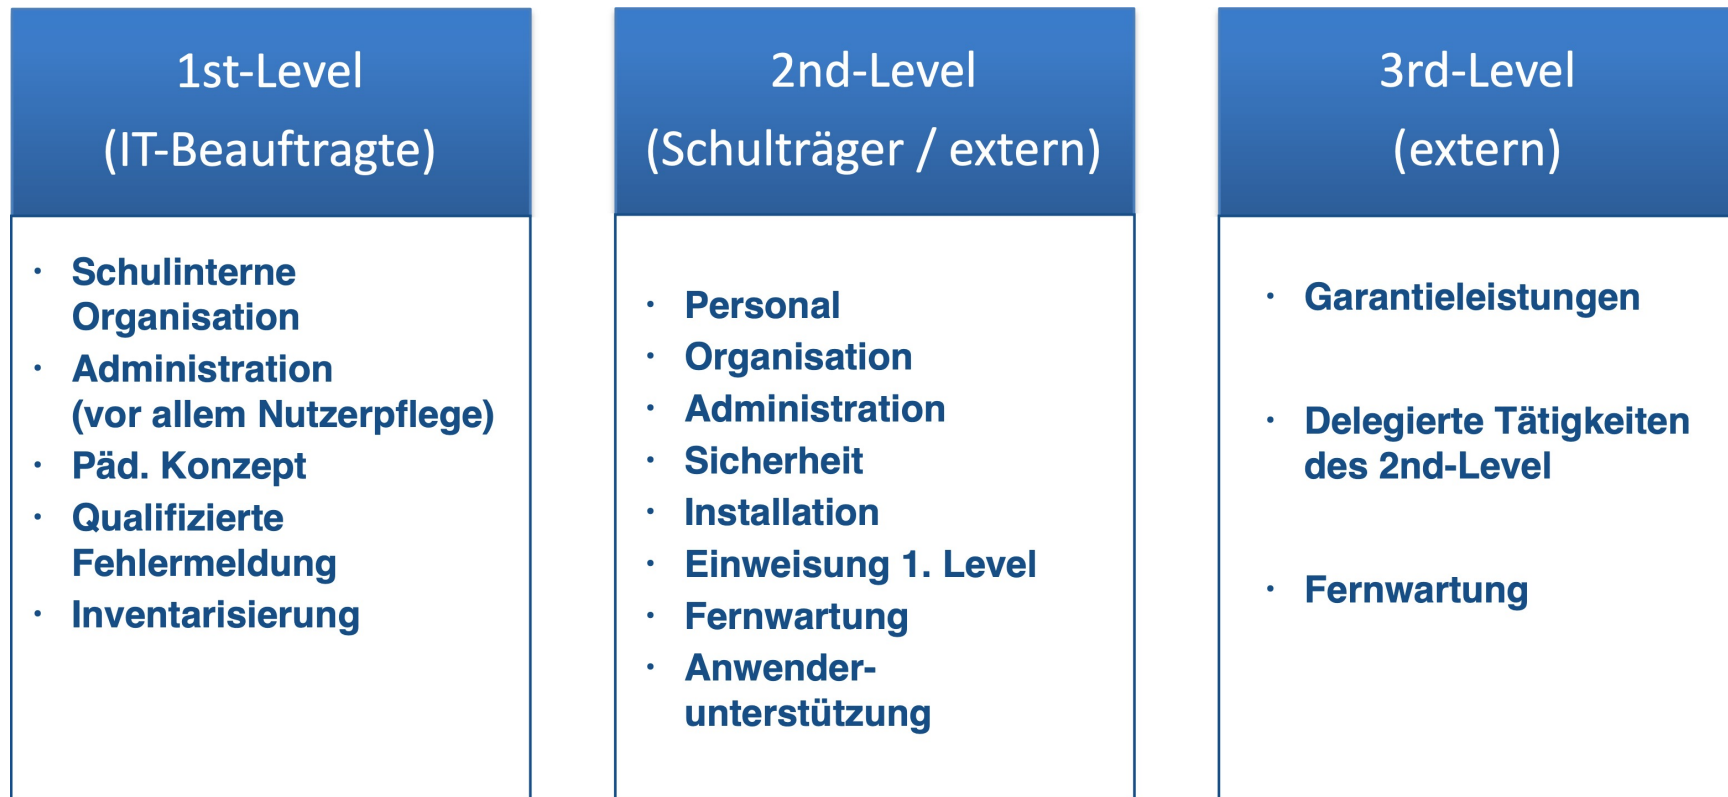 1st-Level
(IT-Beauftragte)
· Schulinterne
Organisation
· Administration
(vor allem Nutzerpflege)
· Päd. Konzept
· Qualifizierte
Fehlermeldung
· Inventarisierung
2nd-Level
(Schulträger / extern)
· Personal
· Organisation
· Administration
· Sicherheit
· Installation
· Einweisung 1. Level
· Fernwartung
· Anwender-
unterstützung
3rd-Level
(extern)
· Garantieleistungen
· Delegierte Tätigkeiten
des 2nd-Level
· Fernwartung